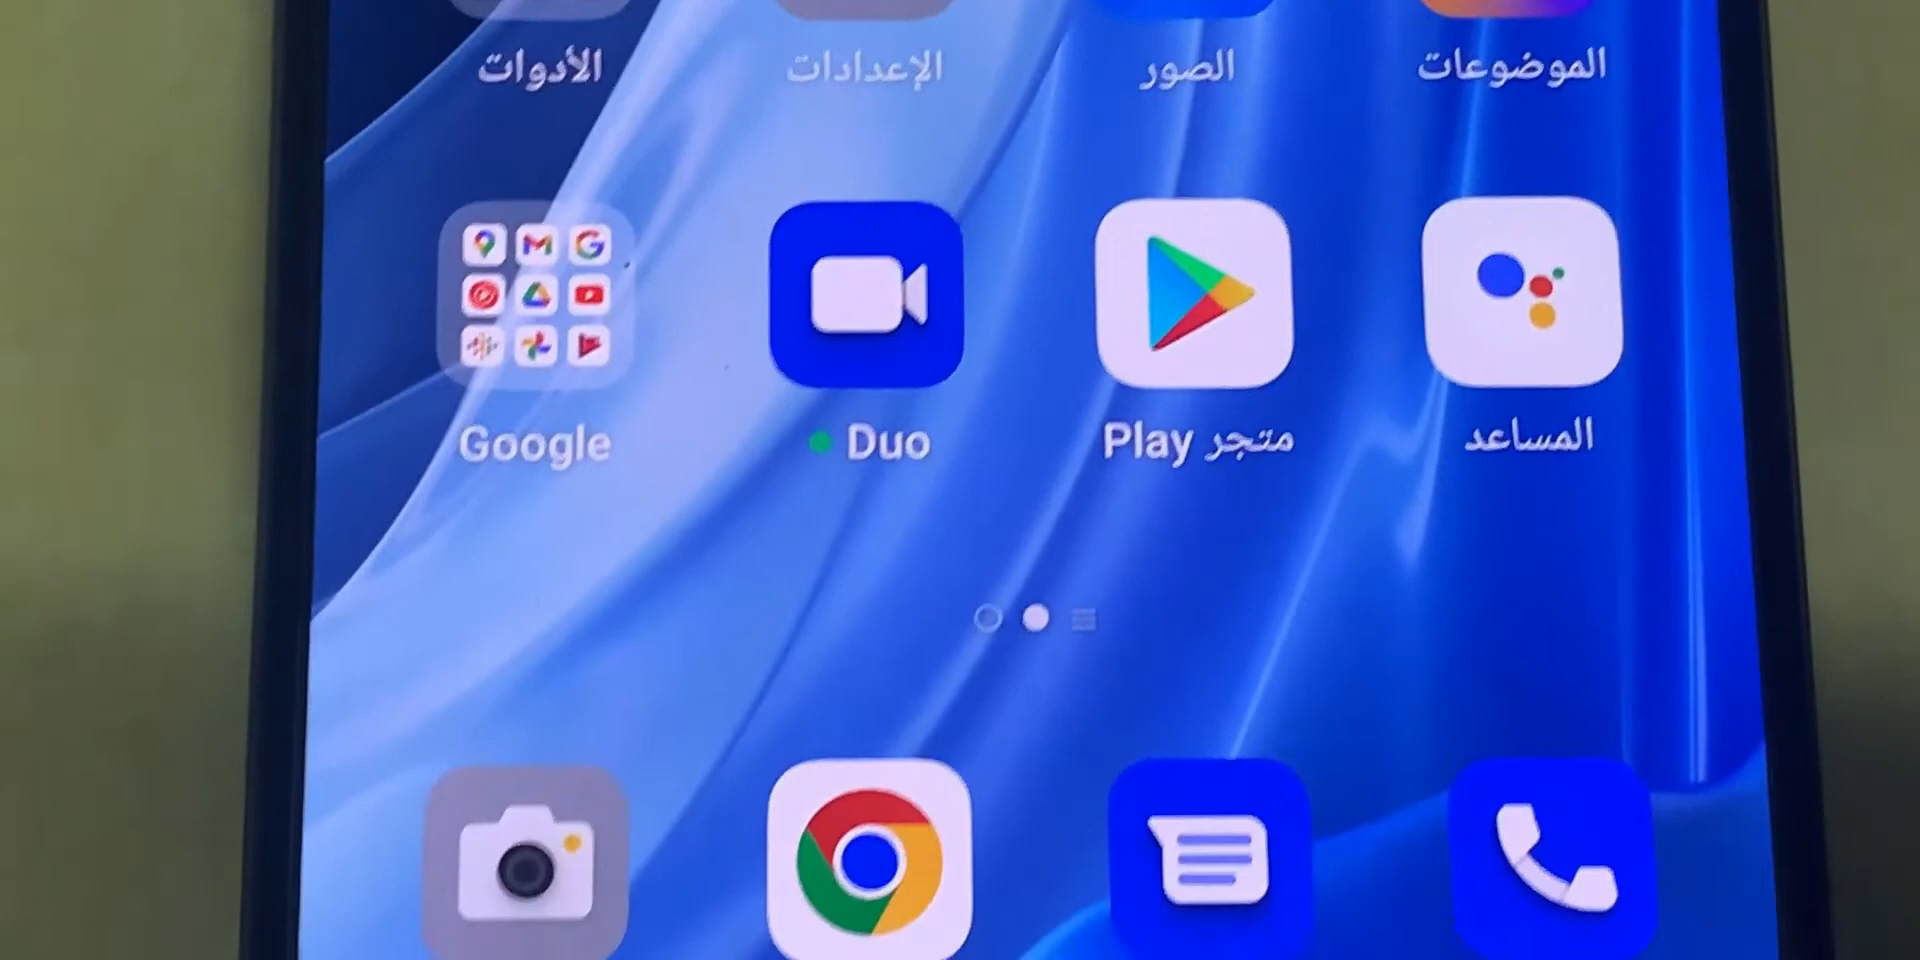 الموضوعات
الصور
الإعدادات
الأدوات
المساعد
متجر Play
Duo
Google